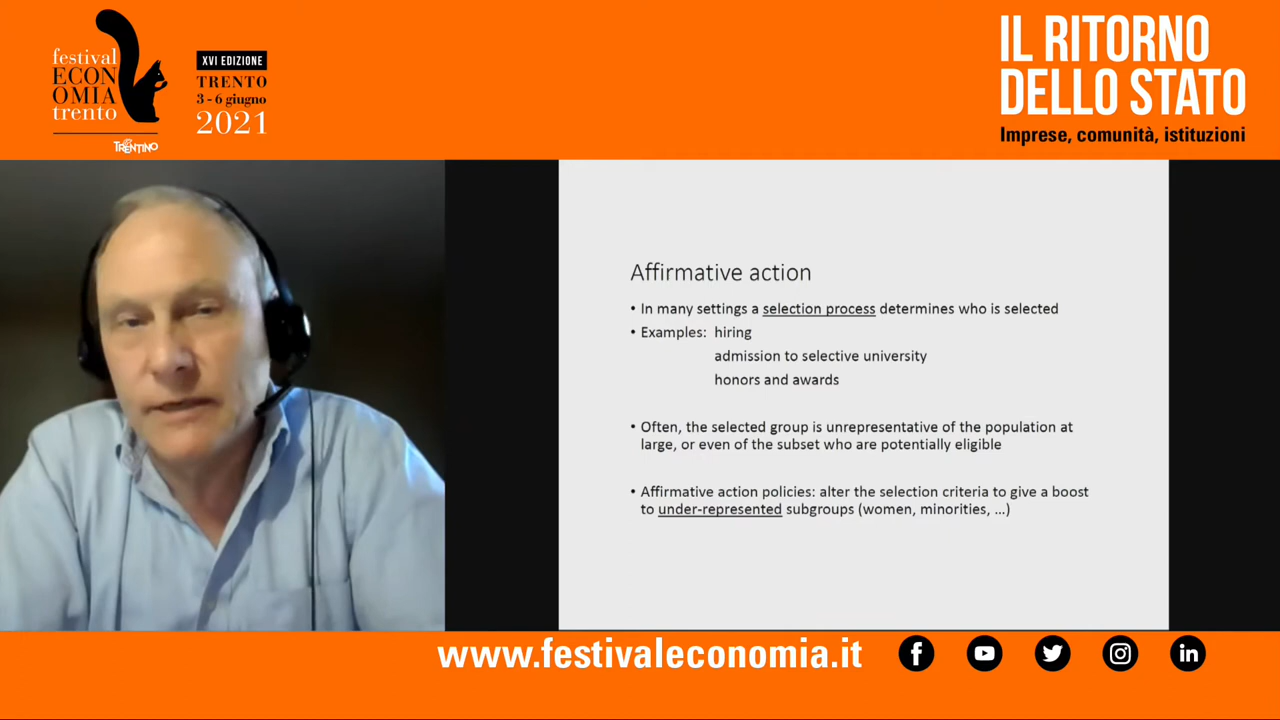 festival
ECON
OMIA
trento
TRENTINO
XVI EDIZIONE
TRENTO
3 - 6 giugno
2021
IL RITORNO
DELLO STATO
Imprese, comunità, istituzioni
Affirmative action
• In many settings a selection process determines who is selected
• Examples: hiring
admission to selective university
honors and awards
• Often, the selected group is unrepresentative of the population at
large, or even of the subset who are potentially eligible
• Affirmative action policies: alter the selection criteria to give a boost
to under-represented subgroups (women, minorities, ...)
www.festivaleconomia.it